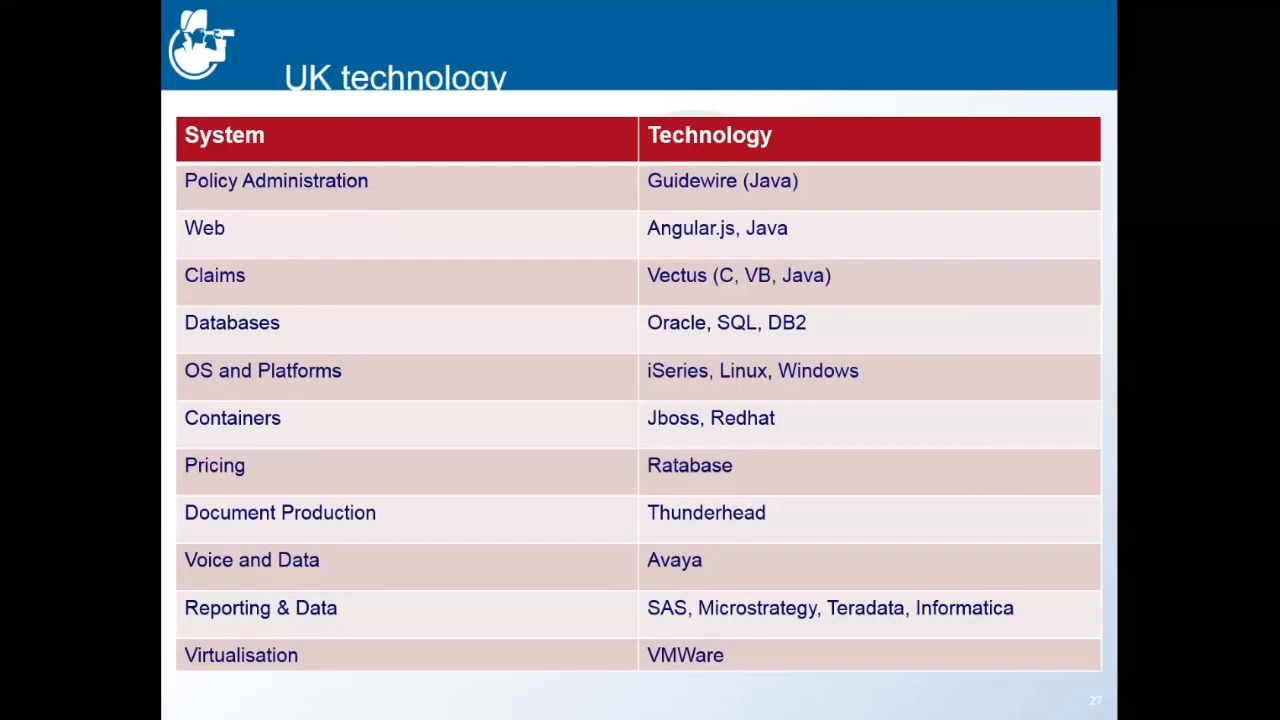 UK technology
System Technology
Policy Administration Guidewire (Java)
Web Angular.js, Java
Claims Vectus (C, VB, Java)
Databases Oracle, SQL, DB2
OS and Platforms iSeries, Linux, Windows
Containers Jboss, Redhat
Pricing Ratabase
Document Production Thunderhead
Voice and Data Avaya
Reporting & Data SAS, Microstrategy, Teradata, Informatica
Virtualisation VMWare
27